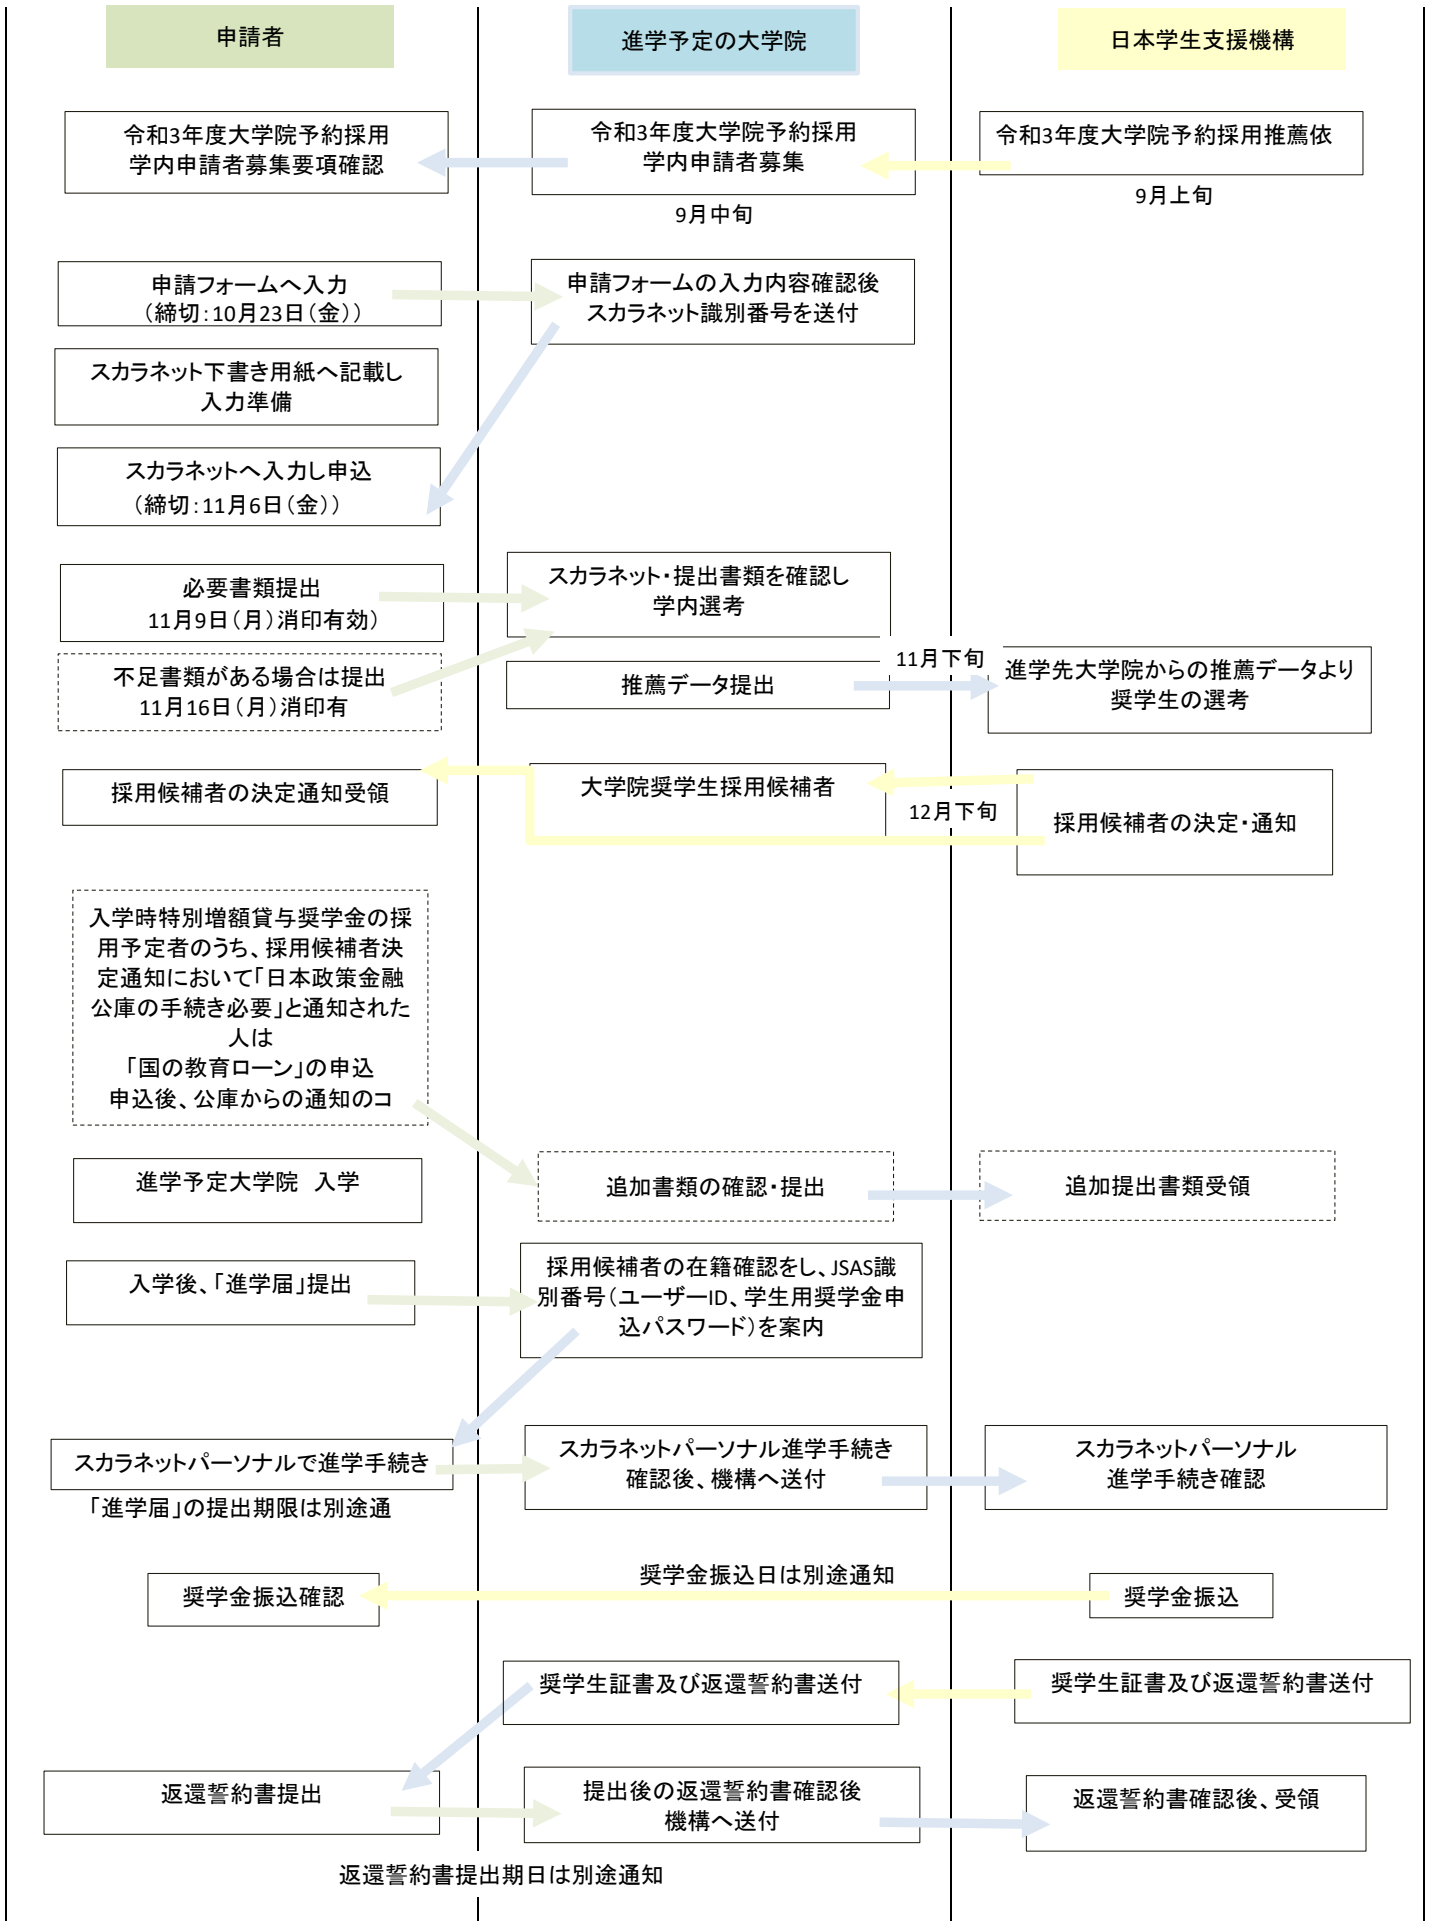 申請者
進学予定の大学院
日本学生支援機構
令和3年度大学院予約採用
学内申請者募集要項確認
令和3年度大学院予約採用
学内申請者募集
9月中旬
令和3年度大学院予約採用推薦依
9月上旬
申請フォームへ入力
（締切：10月23日（金））
申請フォームの入力内容確認後
スカラネット識別番号を送付
スカラネット下書き用紙へ記載し
入力準備
スカラネットへ入力し申込
（締切：11月6日（金））
必要書類提出
11月9日（月）消印有効）
スカラネット・提出書類を確認し
学内選考
不足書類がある場合は提出
11月16日（月）消印有
推薦データ提出
11月下旬
進学先大学院からの推薦データより
奨学生の選考
採用候補者の決定通知受領
大学院奨学生採用候補者
12月下旬
採用候補者の決定・通知
入学時特別増額貸与奨学金の採
用予定者のうち、採用候補者決
定通知において「日本政策金融
公庫の手続き必要」と通知された
人は
「国の教育ローン」の申込
申込後、公庫からの通知のコ
進学予定大学院　入学
追加書類の確認・提出
追加提出書類受領
入学後、「進学届」提出
採用候補者の在籍確認をし、JSAS識
別番号（ユーザーID、学生用奨学金申
込パスワード）を案内
スカラネットパーソナルで進学手続き
「進学届」の提出期限は別途通
スカラネットパーソナル進学手続き
確認後、機構へ送付
スカラネットパーソナル
進学手続き確認
奨学金振込日は別途通知
奨学金振込確認
奨学金振込
奨学生証書及び返還誓約書送付
奨学生証書及び返還誓約書送付
返還誓約書提出
提出後の返還誓約書確認後
機構へ送付
返還誓約書確認後、受領
返還誓約書提出期日は別途通知